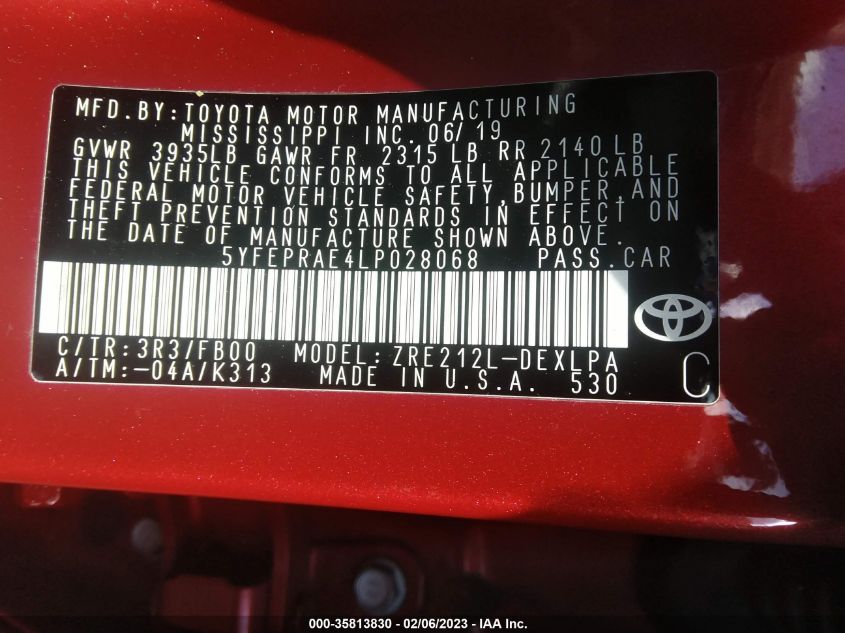 MFD.BY:TOYOTA MOTOR MANUFACTURING
MISSISSIPPI INC. 06/19
GVWR 3935LB GAWR FR 2315 LB RR 2140 LB
THIS VEHICLE CONFORMS TO ALL APPLICABLE
FEDERAL MOTOR VEHICLE SAFETY, BUMPER, AND
THEFT PREVENTION STANDARDS IN EFFECT ON
THE DATE OF MANUFACTURE SHOWN ABOVE.
5YFEPRAE4LP028068 PASS.CAR
C/TR:3R3/FB00 MODEL: ZRE212L-DEXLPA
A/TM:-04A/K313 MADE IN U.S.A. 530 C
000-35813830 - 02/06/2023 - IAA Inc.